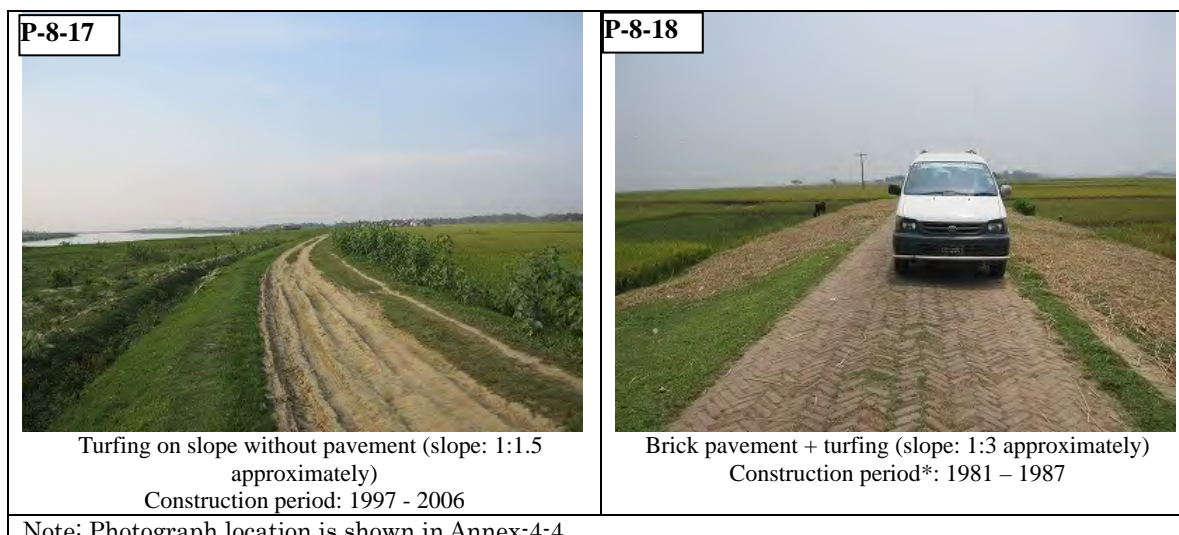 P-8-17
P-8-18
Turfing on slope without pavement (slope: 1:1.5
approximately)
Construction period: 1997 - 2006
Brick pavement + turfing (slope: 1:3 approximately)
Construction period*: 1981 – 1987
Note: Photograph location is shown in Annex-4-4